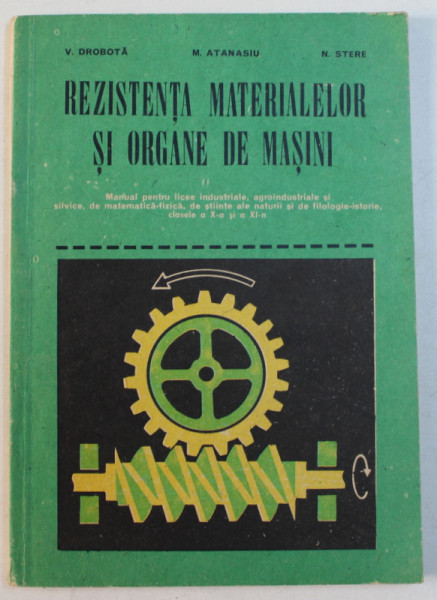 V. DROBOTĂ M. ATANASIU N. STERE
REZISTENȚA MATERIALELOR
ȘI ORGANE DE MAȘINI
Manual pentru licee industriale, agroindustriale și
silvice, de matematică-fizică, de științe ale naturii și de filologie-istorie,
clasele a X-a și a XI-a